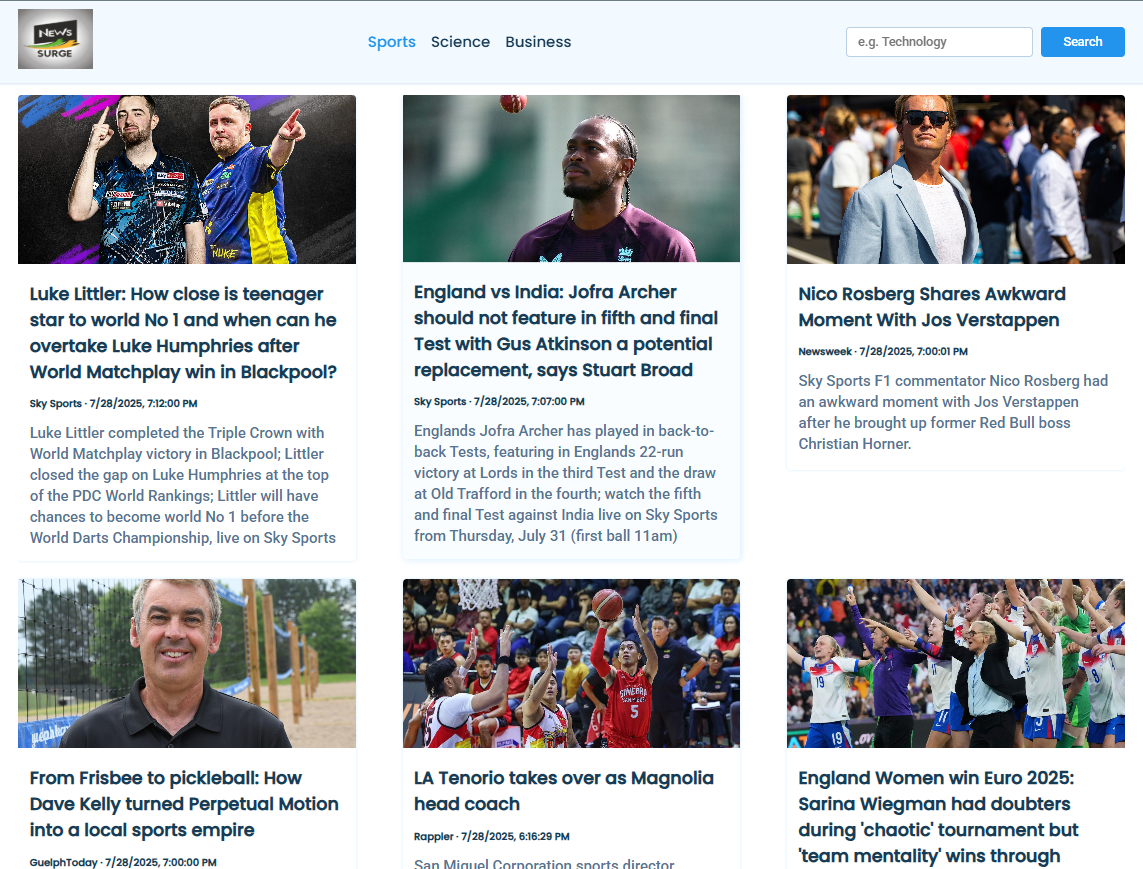 NEWS
SURGE
Sports
Science
Business
e.g. Technology
Search
NUKE
Luke Littler: How close is teenager
star to world No 1 and when can he
overtake Luke Humphries after
World Matchplay win in Blackpool?
Sky Sports · 7/28/2025, 7:12:00 PM
Luke Littler completed the Triple Crown with
World Matchplay victory in Blackpool; Littler
closed the gap on Luke Humphries at the top
of the PDC World Rankings; Littler will have
chances to become world No 1 before the
World Darts Championship, live on Sky Sports
England vs India: Jofra Archer
should not feature in fifth and final
Test with Gus Atkinson a potential
replacement, says Stuart Broad
Sky Sports · 7/28/2025, 7:07:00 PM
Englands Jofra Archer has played in back-to-
back Tests, featuring in Englands 22-run
victory at Lords in the third Test and the draw
at Old Trafford in the fourth; watch the fifth
and final Test against India live on Sky Sports
from Thursday, July 31 (first ball 11am)
Nico Rosberg Shares Awkward
Moment With Jos Verstappen
Newsweek · 7/28/2025, 7:00:01 PM
Sky Sports F1 commentator Nico Rosberg had
an awkward moment with Jos Verstappen
after he brought up former Red Bull boss
Christian Horner.
From Frisbee to pickleball: How
Dave Kelly turned Perpetual Motion
into a local sports empire
GuelphToday · 7/28/2025, 7:00:00 PM
GINEBRA
5
LA Tenorio takes over as Magnolia
head coach
Rappler · 7/28/2025, 6:16:29 PM
San Miguel Corporation sports director
19
19
8
England Women win Euro 2025:
Sarina Wiegman had doubters
during 'chaotic' tournament but
'team mentality' wins through